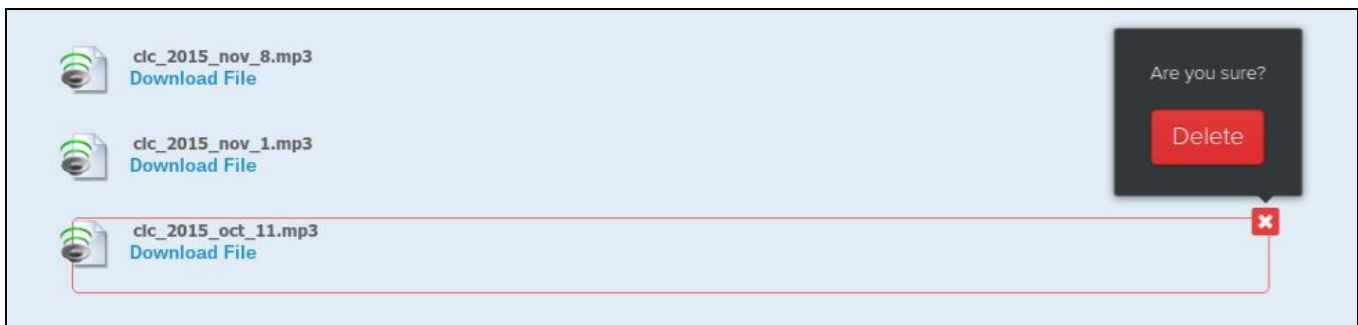 clc_2015_nov_8.mp3
Download File
Are you sure?
Delete
clc_2015_nov_1.mp3
Download File
clc_2015_oct_11.mp3
Download File